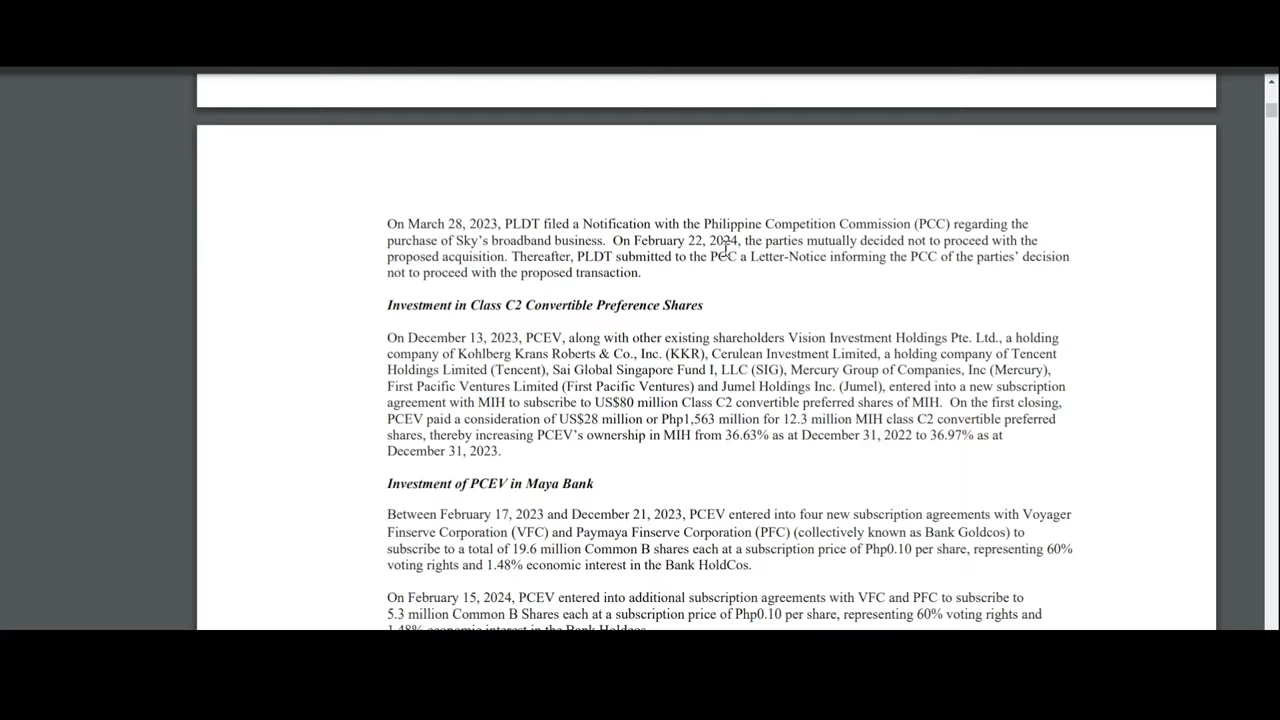 On March 28, 2023, PLDT filed a Notification with the Philippine Competition Commission (PCC) regarding the
purchase of Sky's broadband business.  On February 22, 2024, the parties mutually decided not to proceed with the
proposed acquisition. Thereafter, PLDT submitted to the PCC a Letter-Notice informing the PCC of the parties' decision
not to proceed with the proposed transaction.
Investment in Class C2 Convertible Preference Shares
On December 13, 2023, PCEV, along with other existing shareholders Vision Investment Holdings Pte. Ltd., a holding
company of Kohlberg Krans Roberts & Co., Inc. (KKR), Cerulean Investment Limited, a holding company of Tencent
Holdings Limited (Tencent), Sai Global Singapore Fund I, LLC (SIG), Mercury Group of Companies, Inc (Mercury),
First Pacific Ventures Limited (First Pacific Ventures) and Jumel Holdings Inc. (Jumel), entered into a new subscription
agreement with MIH to subscribe to US$80 million Class C2 convertible preferred shares of MIH.  On the first closing,
PCEV paid a consideration of US$28 million or Php1,563 million for 12.3 million MIH class C2 convertible preferred
shares, thereby increasing PCEV's ownership in MIH from 36.63% as at December 31, 2022 to 36.97% as at
December 31, 2023.
Investment of PCEV in Maya Bank
Between February 17, 2023 and December 21, 2023, PCEV entered into four new subscription agreements with Voyager
Finserve Corporation (VFC) and Paymaya Finserve Corporation (PFC) (collectively known as Bank Goldcos) to
subscribe to a total of 19.6 million Common B shares each at a subscription price of Php0.10 per share, representing 60%
voting rights and 1.48% economic interest in the Bank HoldCos.
On February 15, 2024, PCEV entered into additional subscription agreements with VFC and PFC to subscribe to
5.3 million Common B Shares each at a subscription price of Php0.10 per share, representing 60% voting rights and
1.48% economic interest in the Bank Holdcos.